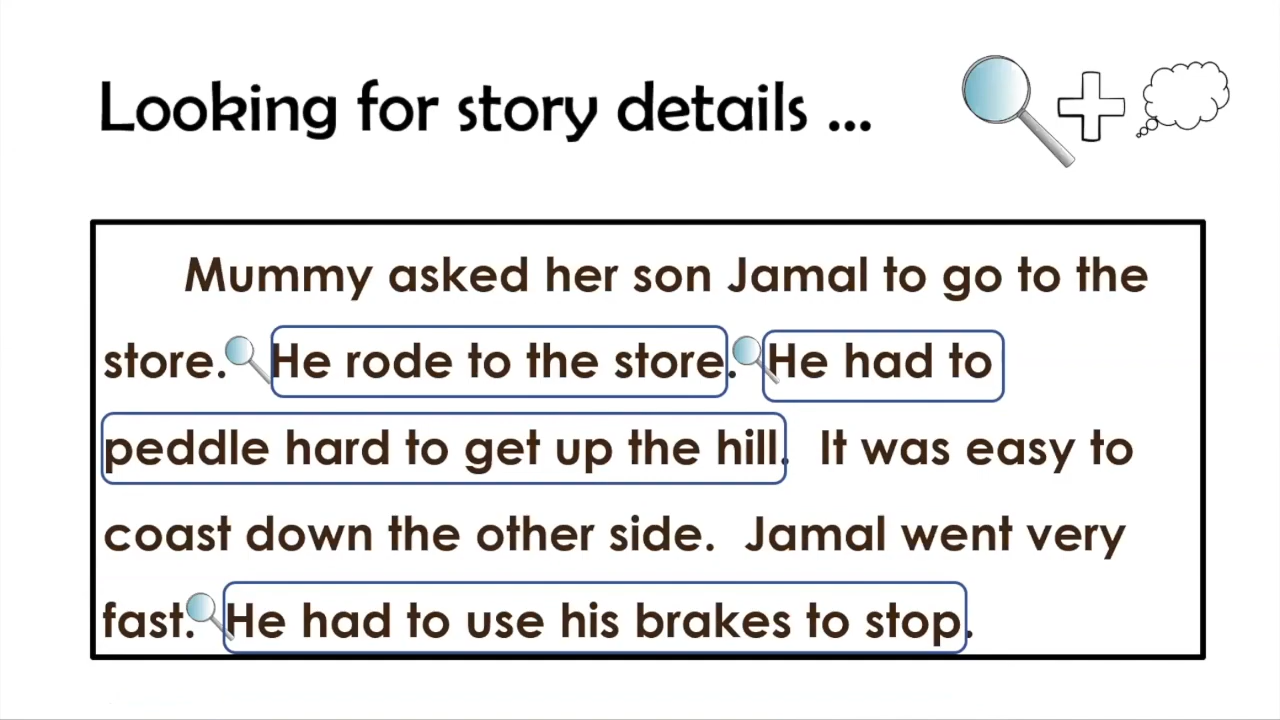 Looking for story details ...
Mummy asked her son Jamal to go to the
store. He rode to the store. He had to
peddle hard to get up the hill. It was easy to
coast down the other side. Jamal went very
fast. He had to use his brakes to stop.